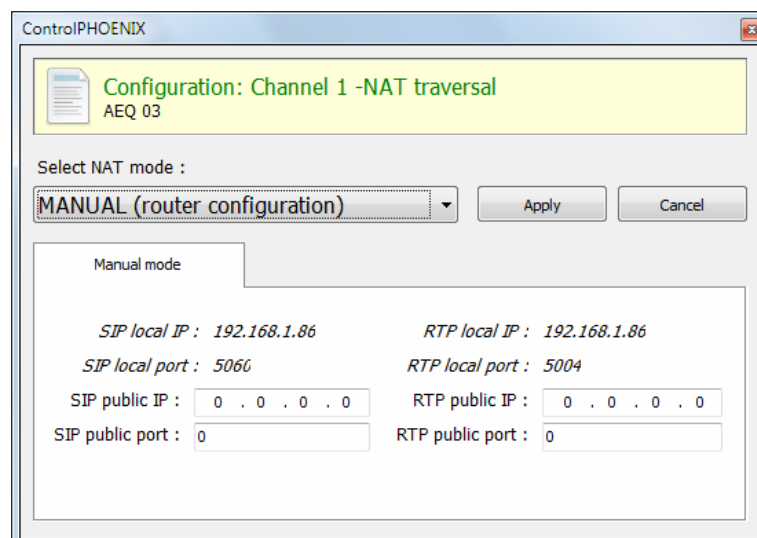 ControlPHOENIX
Configuration: Channel 1 -NAT traversal
AEQ 03
Select NAT mode :
MANUAL (router configuration) Apply Cancel
Manual mode
SIP local IP : 192.168.1.86 RTP local IP : 192.168.1.86
SIP local port : 5060 RTP local port : 5004
SIP public IP : 0 . 0 . 0 . 0 RTP public IP : 0 . 0 . 0 . 0
SIP public port : 0 RTP public port : 0